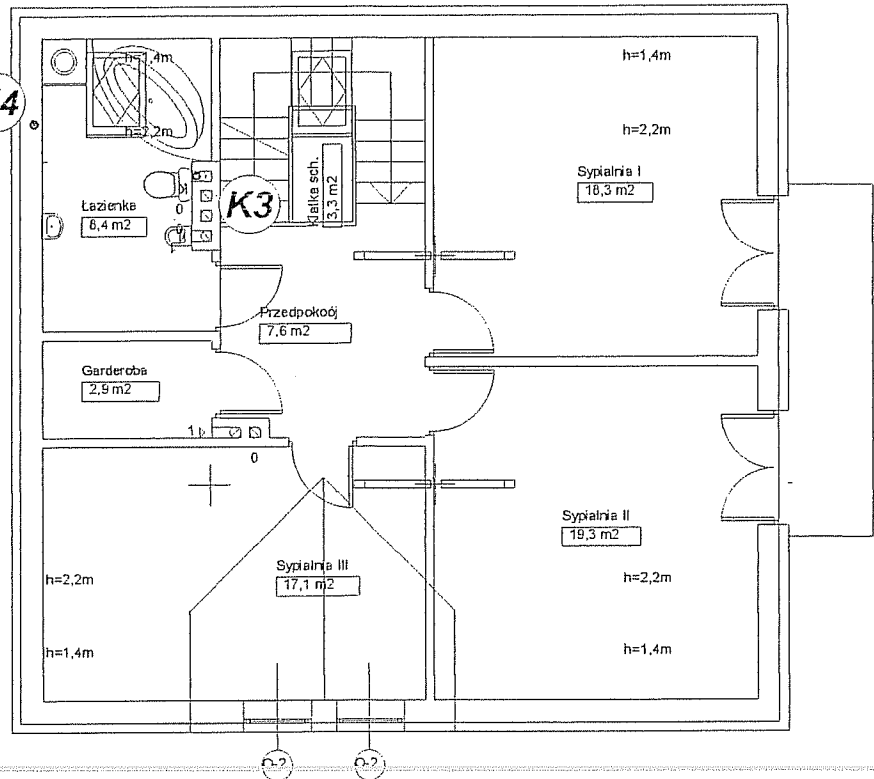 h=1,4m
h=1,4m
4
h=2,2m
h=2,2m
Klatka sch.
3,3 m2
Sypialnia I
18,3 m2
K3
Łazienka
8,4 m2
0
Przedpokoój
7,6 m2
Garderoba
2,9 m2
1
0
Sypialnia II
19,3 m2
Sypialnia III
17,1 m2
h=2,2m
h=2,2m
h=1,4m
h=1,4m
O-2
O-2